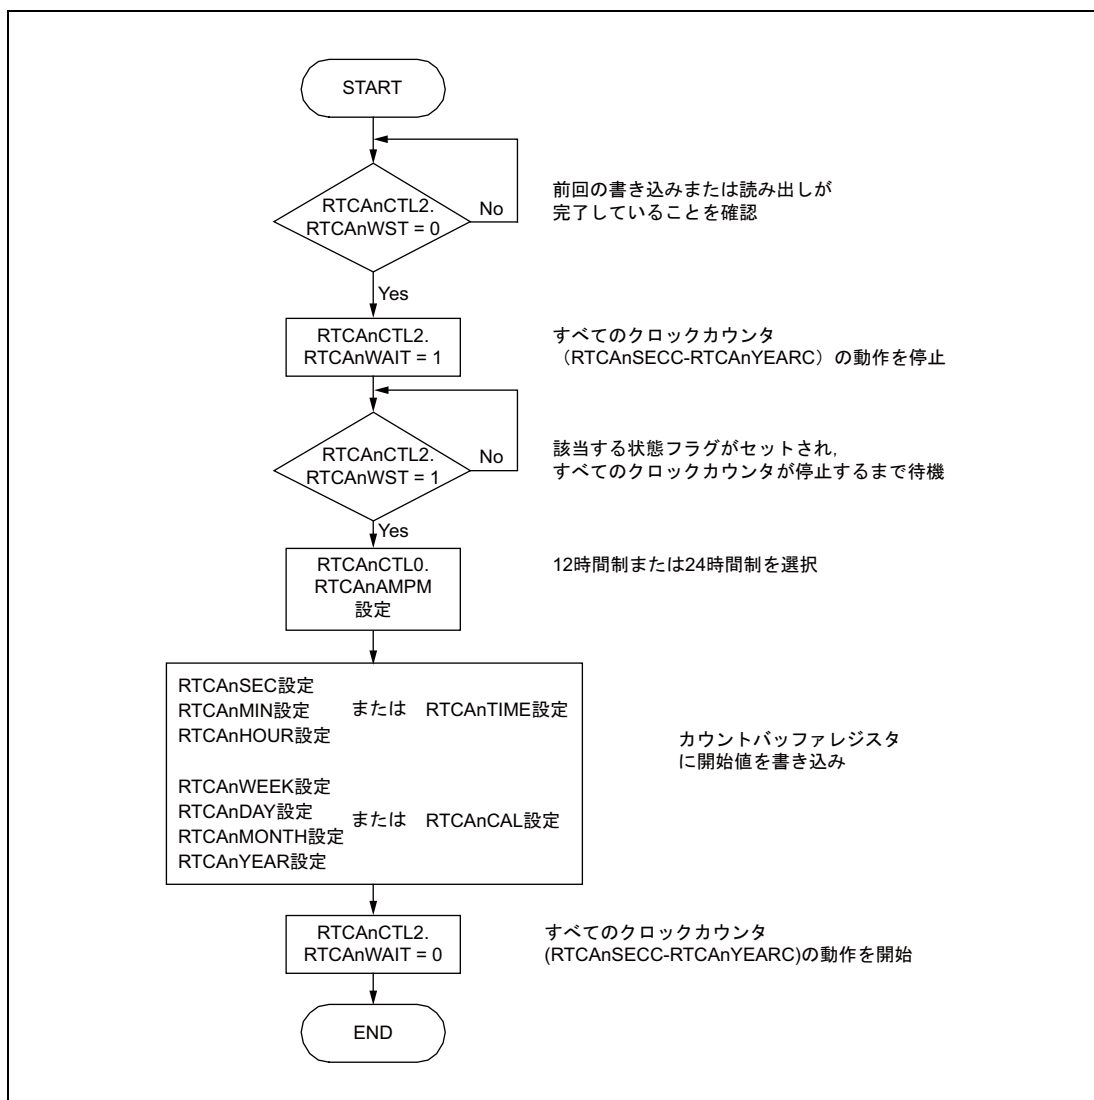 START
RTCAnCTL2.
RTCAnWST = 0
No
前回の書き込みまたは読み出しが
完了していることを確認
Yes
RTCAnCTL2.
RTCAnWAIT = 1
すべてのクロックカウンタ
（RTCAnSECC-RTCAnYEARC）の動作を停止
RTCAnCTL2.
RTCAnWST = 1
No
該当する状態フラグがセットされ,
すべてのクロックカウンタが停止するまで待機
Yes
RTCAnCTL0.
RTCAnAMPM
設定
12時間制または24時間制を選択
RTCAnSEC設定
RTCAnMIN設定 または RTCAnTIME設定
RTCAnHOUR設定
カウントバッファレジスタ
に開始値を書き込み
RTCAnWEEK設定
RTCAnDAY設定 または RTCAnCAL設定
RTCAnMONTH設定
RTCAnYEAR設定
RTCAnCTL2.
RTCAnWAIT = 0
すべてのクロックカウンタ
(RTCAnSECC-RTCAnYEARC)の動作を開始
END